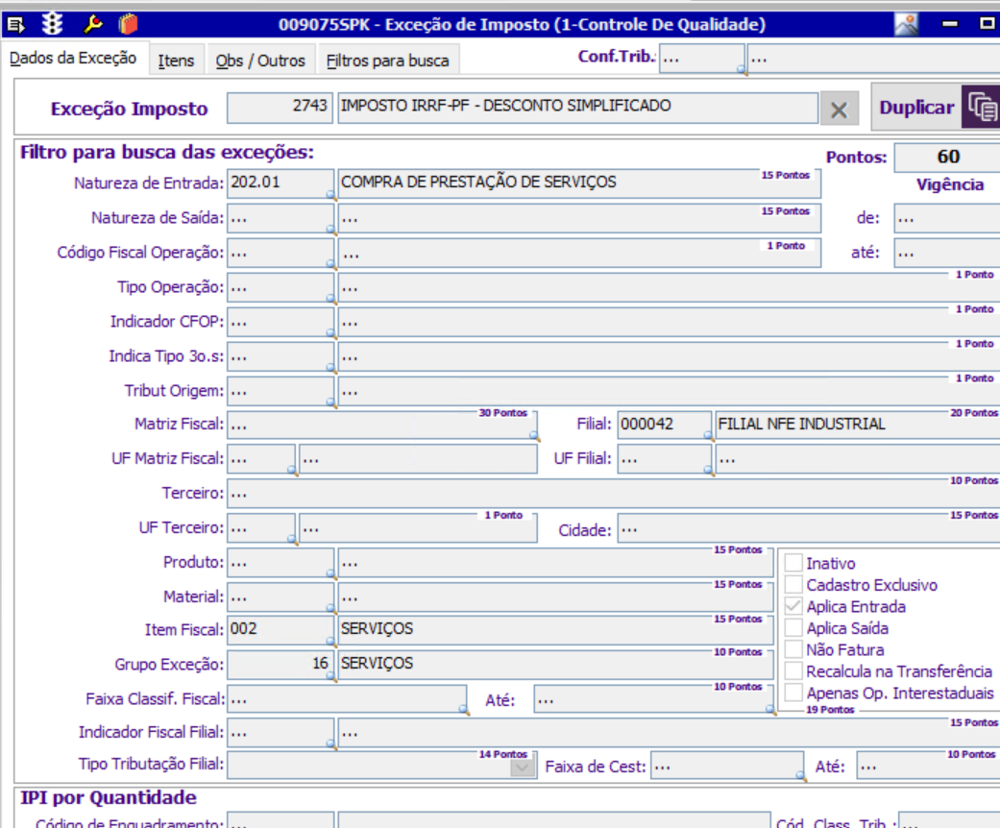 009075SPK - Exceção de Imposto (1-Controle De Qualidade)
Dados da Exceção Itens Obs / Outros Filtros para busca Conf.Trib.: ... ...
Exceção Imposto 2743 IMPOSTO IRRF-PF - DESCONTO SIMPLIFICADO Duplicar
Filtro para busca das exceções: Pontos: 60
Natureza de Entrada: 202.01 COMPRA DE PRESTAÇÃO DE SERVIÇOS 15 Pontos Vigência
Natureza de Saída: ... ... 15 Pontos de: ...
Código Fiscal Operação: ... ... 1 Ponto até: ...
Tipo Operação: ... ... 1 Ponto
Indicador CFOP: ... ... 1 Ponto
Indica Tipo 3o.s: ... ... 1 Ponto
Tribut Origem: ... ... 1 Ponto
Matriz Fiscal: ... 30 Pontos Filial: 000042 FILIAL NFE INDUSTRIAL 20 Pontos
UF Matriz Fiscal: ... ... UF Filial: ... ...
Terceiro: ... 10 Pontos
UF Terceiro: ... ... 1 Ponto Cidade: ... 15 Pontos
Produto: ... ... 15 Pontos Inativo
Material: ... ... 15 Pontos Cadastro Exclusivo
Aplica Entrada
Item Fiscal: 002 SERVIÇOS 15 Pontos Aplica Saída
Não Fatura
Grupo Exceção: 16 SERVIÇOS 10 Pontos Recalcula na Transferência
Faixa Classif. Fiscal: ... Até: ... 10 Pontos Apenas Op. Interestaduais
19 Pontos
Indicador Fiscal Filial: ... ... 15 Pontos
Tipo Tributação Filial: 14 Pontos Faixa de Cest: ... Até: ... 10 Pontos
IPI por Quantidade
Código de Enquadramento: ... Cód. Class. Trib.: ...